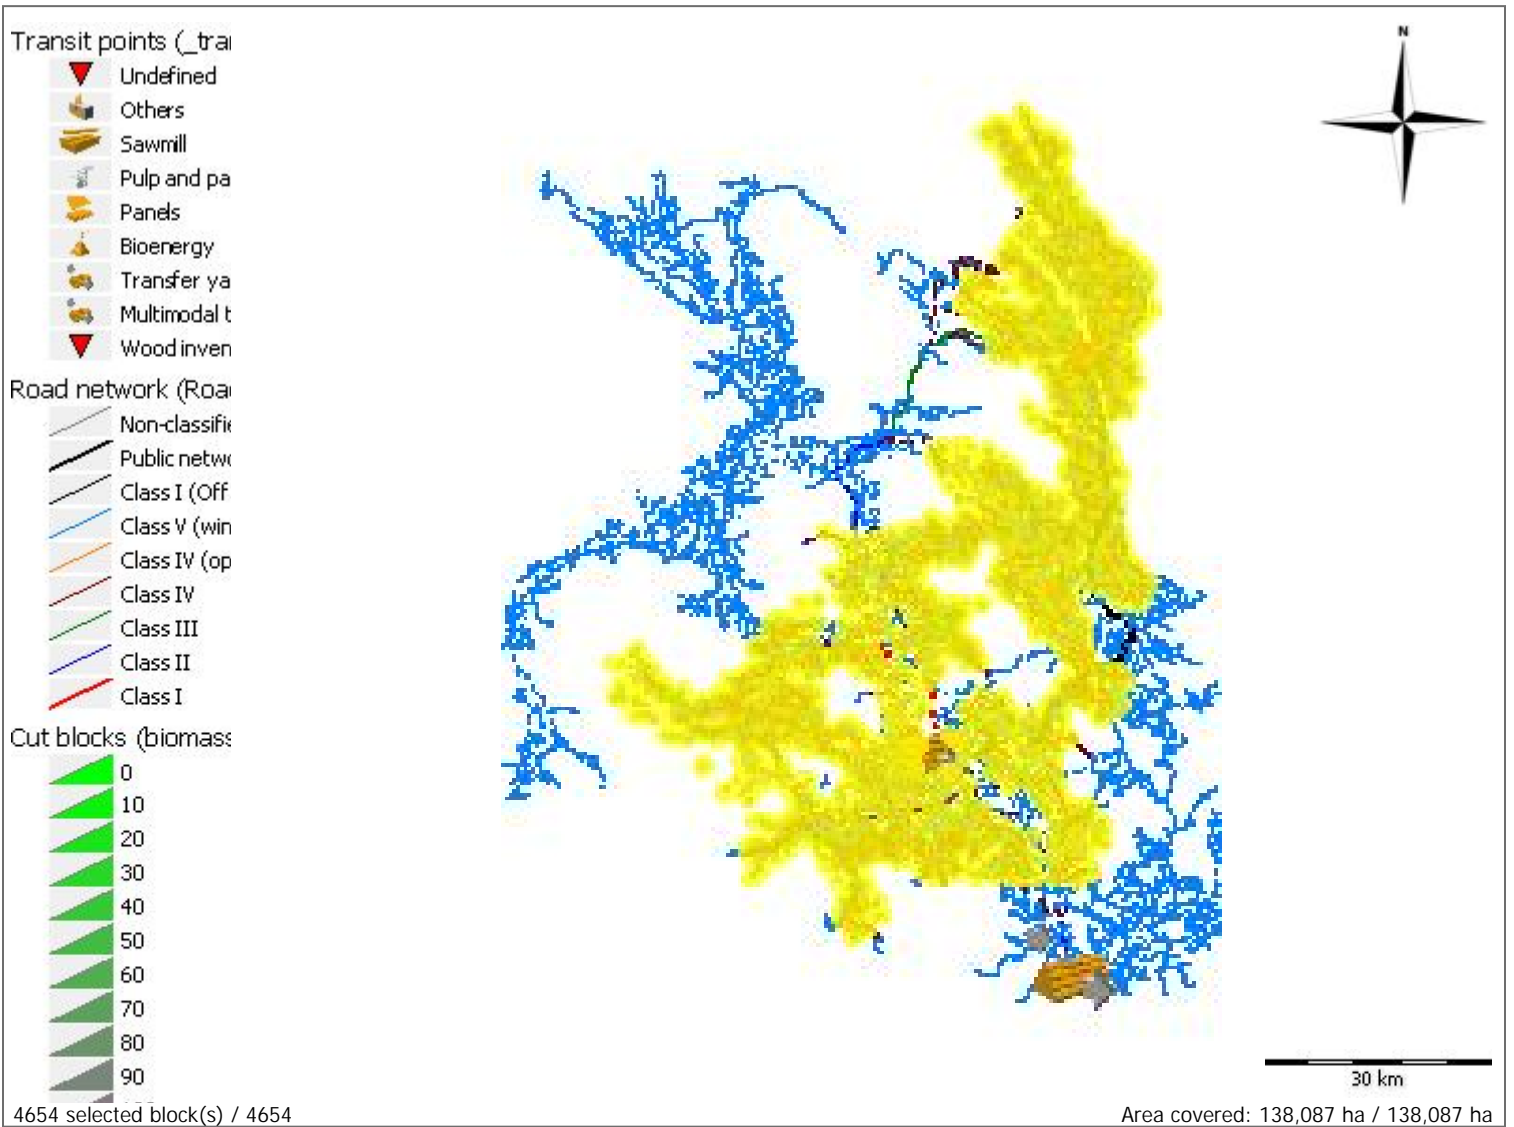 N
Transit points (_tra
Undefined
Others
Sawmill
Pulp and pa
Panels
Bioenergy
Transfer ya
Multimodal t
Wood inven
Road network (Roa
Non-classifi
Public netw
Class I (Off
Class V (win
Class IV (op
Class IV
Class III
Class II
Class I
Cut blocks (biomass
0
10
20
30
40
50
60
70
80
90
30 km
4654 selected block(s) / 4654
Area covered: 138,087 ha / 138,087 ha